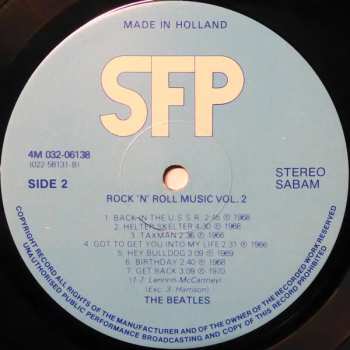 MADE IN HOLLAND
SFP
4M 032-06138
(022-58131-B)
SIDE 2
STEREO
SABAM
ROCK 'N' ROLL MUSIC VOL. 2
1. BACK IN THE U.S.S.R. 2:45 ℗ 1968
2. HELTER SKELTER 4:30 ℗ 1968
3. TAXMAN 2:36 ℗ 1966
4. GOT TO GET YOU INTO MY LIFE 2:31 ℗ 1966
5. HEY BULLDOG 3:09 ℗ 1969
6. BIRTHDAY 2:40 ℗ 1968
7. GET BACK 3:09 ℗ 1970
(1-7: Lennon-McCartney)
(Exc. 3: Harrison)
THE BEATLES
COPYRIGHT RECORD ALL RIGHTS OF THE MANUFACTURER AND OF THE OWNER OF THE RECORDED WORK RESERVED
UNAUTHORISED PUBLIC PERFORMANCE BROADCASTING AND COPY OF THIS RECORD PROHIBITED